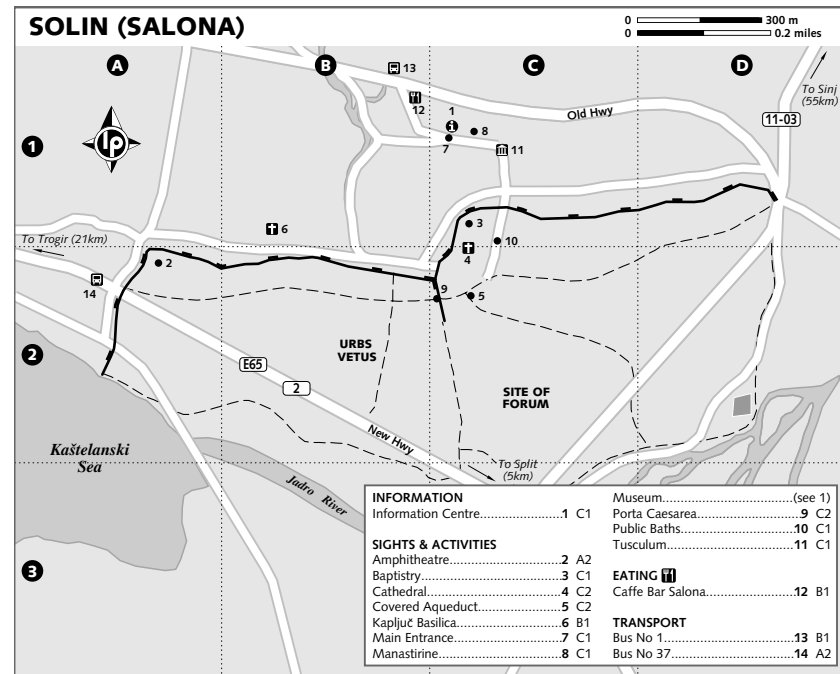 SOLIN (SALONA)
0 300 m
0 0.2 miles
A
B
C
D
13
To Sinj
(55km)
12
1
Old Hwy
11-03
8
7
1
lp
11
6
3
To Trogir (21km)
10
4
2
14
9
5
URBS
VETUS
2
E65
2
SITE OF
FORUM
New Hwy
Kaštelanski
Sea
To Split
(5km)
Jadro River
3
INFORMATION
Information Centre...................1 C1
SIGHTS & ACTIVITIES
Amphitheatre...........................2 A2
Baptistry...................................3 C1
Cathedral..................................4 C2
Covered Aqueduct....................5 C2
Kapljuč Basilica.........................6 B1
Main Entrance..........................7 C1
Manastirine..............................8 C1
Museum..............................(see 1)
Porta Caesarea.........................9 C2
Public Baths............................10 C1
Tusculum................................11 C1
EATING
Caffe Bar Salona.....................12 B1
TRANSPORT
Bus No 1................................13 B1
Bus No 37..............................14 A2